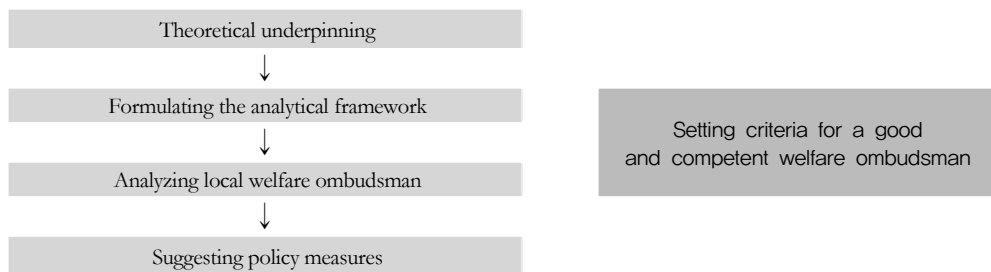 Theoretical underpinning
Formulating the analytical framework
Analyzing local welfare ombudsman
Suggesting policy measures
Setting criteria for a good
and competent welfare ombudsman